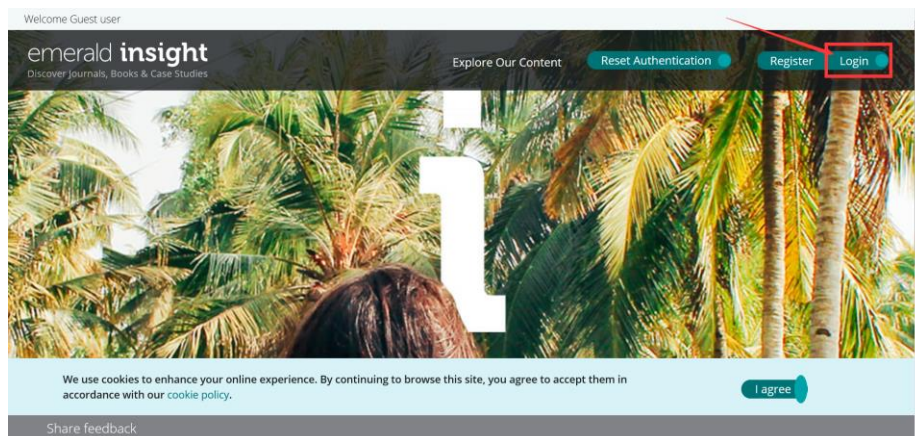 Welcome Guest user
emerald insight
Discover Journals, Books & Case Studies
Explore Our Content
Reset Authentication
Register
Login
We use cookies to enhance your online experience. By continuing to browse this site, you agree to accept them in
accordance with our cookie policy.
I agree
Share feedback